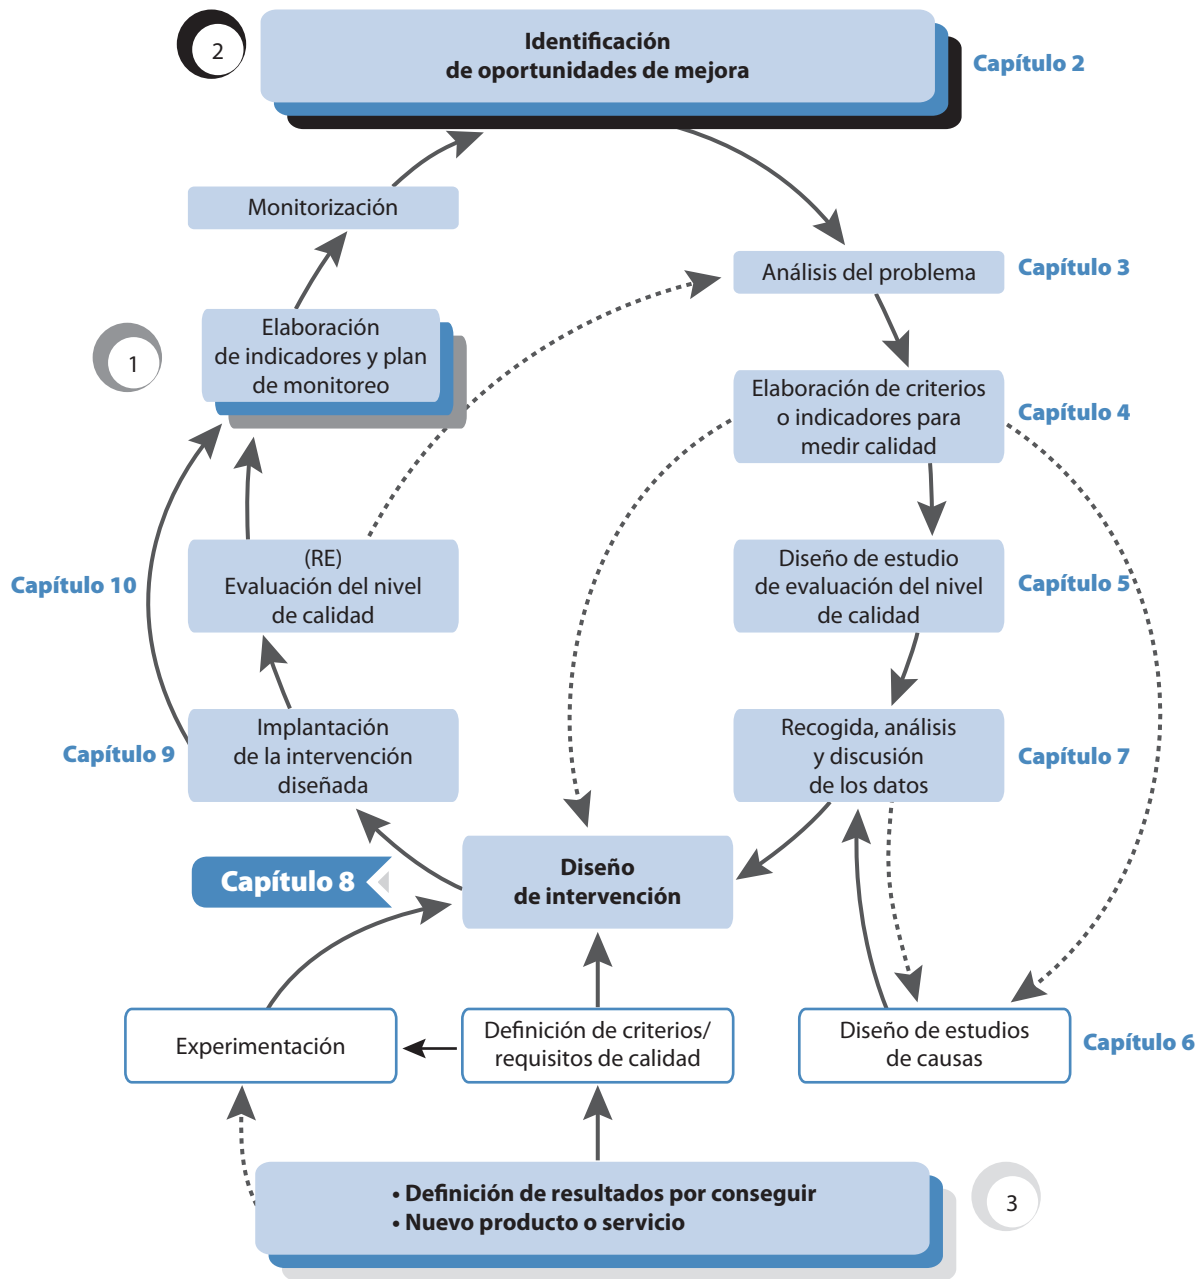 2
Identificación
de oportunidades de mejora
Capítulo 2
Monitorización
Análisis del problema
Capítulo 3
1
Elaboración
de indicadores y plan
de monitoreo
Elaboración de criterios
o indicadores para
medir calidad
Capítulo 4
Capítulo 10
(RE)
Evaluación del nivel
de calidad
Diseño de estudio
de evaluación del nivel
de calidad
Capítulo 5
Capítulo 9
Implantación
de la intervención
diseñada
Recogida, análisis
y discusión
de los datos
Capítulo 7
Capítulo 8
Diseño
de intervención
Experimentación
Definición de criterios/
requisitos de calidad
Diseño de estudios
de causas
Capítulo 6
• Definición de resultados por conseguir
• Nuevo producto o servicio
3